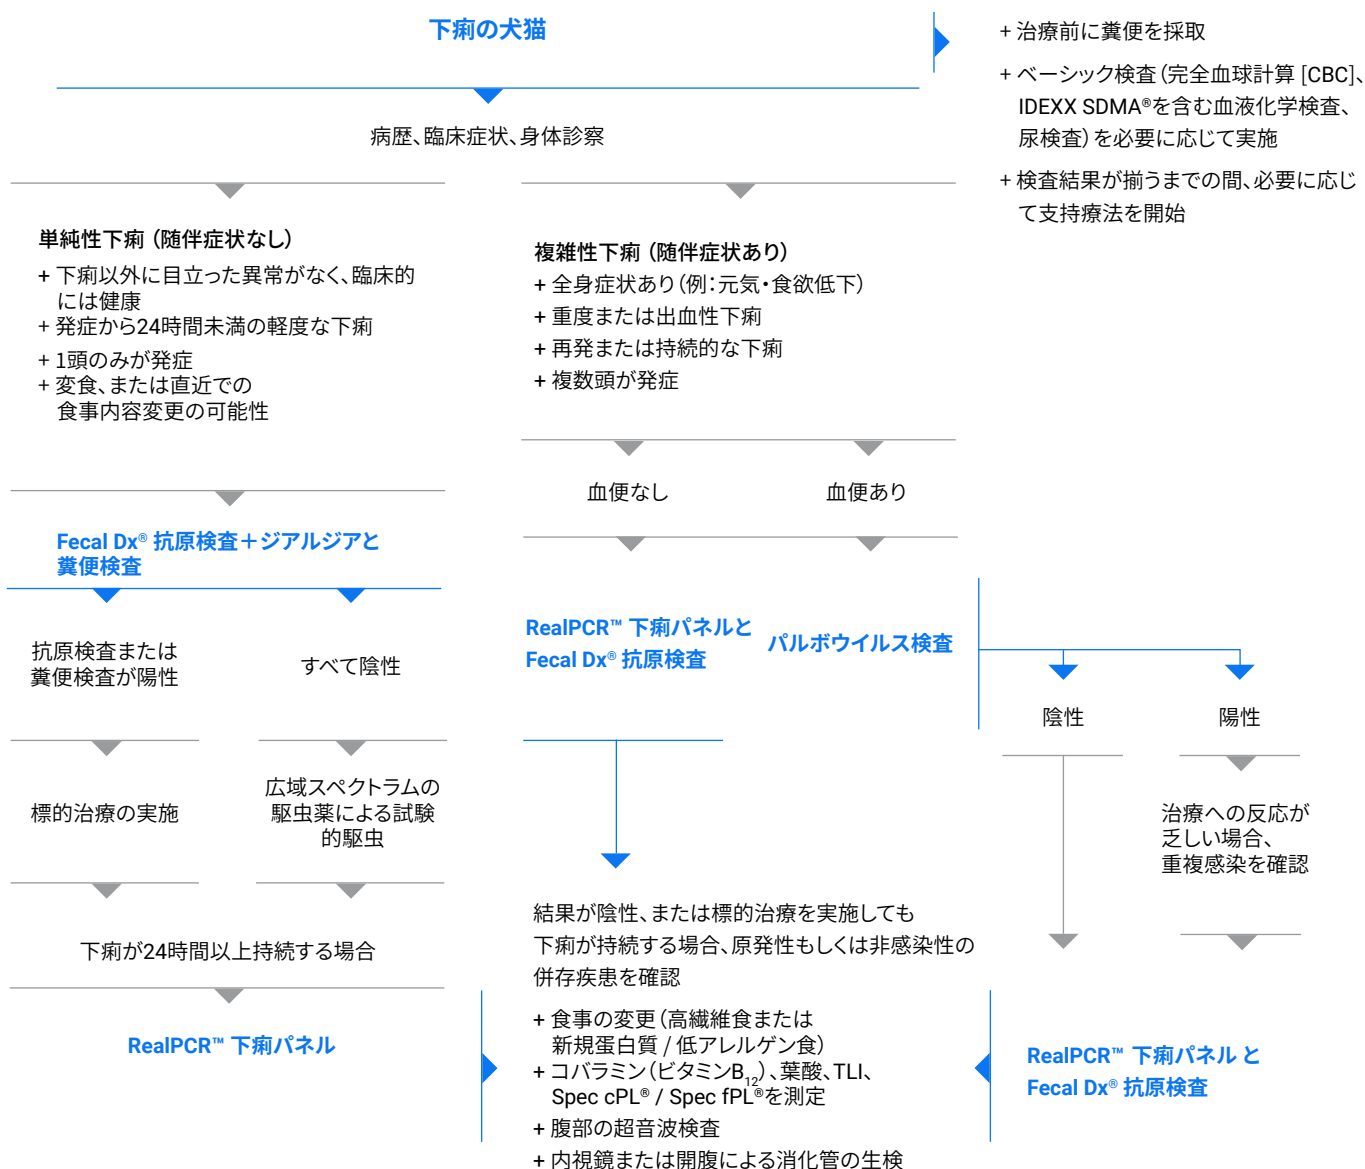 下痢の犬猫
+ 治療前に糞便を採取
+ ベーシック検査（完全血球計算 [CBC]、
IDEXX SDMA®を含む血液化学検査、
尿検査）を必要に応じて実施
+ 検査結果が揃うまでの間、必要に応じ
て支持療法を開始
病歴、臨床症状、身体診察
単純性下痢（随伴症状なし）
+ 下痢以外に目立った異常がなく、臨床的
には健康
+ 発症から24時間未満の軽度な下痢
+ 1頭のみが発症
+ 変食、または直近での
食事内容変更の可能性
複雑性下痢（随伴症状あり）
+ 全身症状あり（例：元気・食欲低下）
+ 重度または出血性下痢
+ 再発または持続的な下痢
+ 複数頭が発症
血便なし
血便あり
Fecal Dx® 抗原検査＋ジアルジアと
糞便検査
抗原検査または
糞便検査が陽性
すべて陰性
標的治療の実施
広域スペクトラムの
駆虫薬による試験
的駆虫
下痢が24時間以上持続する場合
RealPCR™ 下痢パネル
RealPCR™ 下痢パネルと
Fecal Dx® 抗原検査
パルボウイルス検査
陰性
陽性
治療への反応が
乏しい場合、
重複感染を確認
結果が陰性、または標的治療を実施しても
下痢が持続する場合、原発性もしくは非感染性の
併存疾患を確認
+ 食事の変更（高繊維食または
新規蛋白質 / 低アレルゲン食）
+ コバラミン（ビタミンB12）、葉酸、TLI、
Spec cPL® / Spec fPL®を測定
+ 腹部の超音波検査
+ 内視鏡または開腹による消化管の生検
RealPCR™ 下痢パネル と
Fecal Dx® 抗原検査